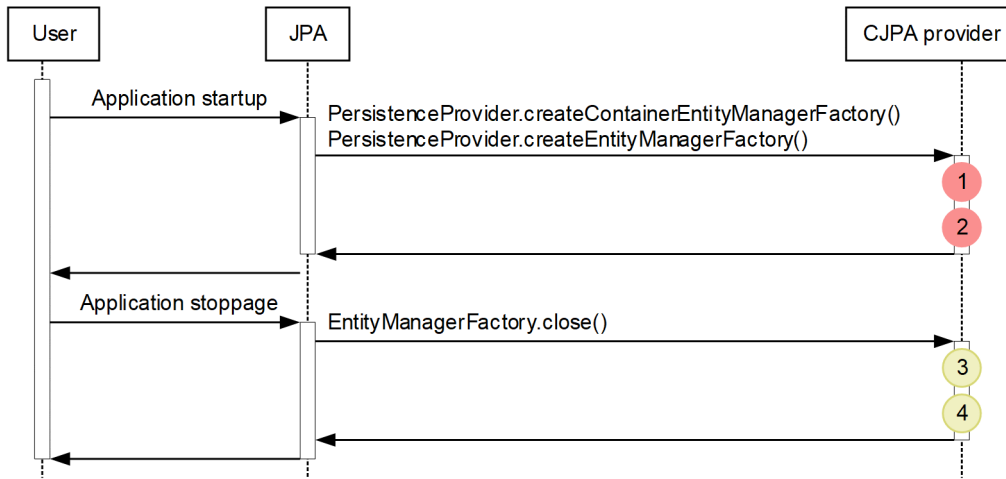 User
JPA
CJPA provider
Application startup
PersistenceProvider.createContainerEntityManagerFactory()
PersistenceProvider.createEntityManagerFactory()
1
2
Application stoppage
EntityManagerFactory.close()
3
4